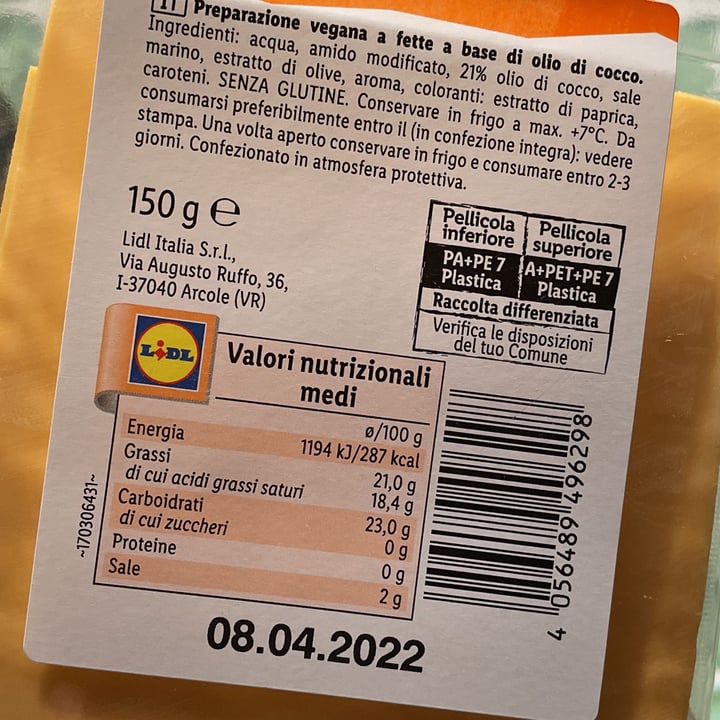 IT Preparazione vegana a fette a base di olio di cocco.
Ingredienti: acqua, amido modificato, 21% olio di cocco, sale
marino, estratto di olive, aroma, coloranti: estratto di paprica,
caroteni. SENZA GLUTINE. Conservare in frigo a max. +7°C. Da
consumarsi preferibilmente entro il (in confezione integra): vedere
stampa. Una volta aperto conservare in frigo e consumare entro 2-3
giorni. Confezionato in atmosfera protettiva.
150 g e
Lidl Italia S.r.l.,
Via Augusto Ruffo, 36,
I-37040 Arcole (VR)
Pellicola inferiore
PA+PE 7
Plastica
Pellicola superiore
A+PET+PE 7
Plastica
Raccolta differenziata
Verifica le disposizioni
del tuo Comune
LIDL
Valori nutrizionali
medi
ø/100 g
Energia 1194 kJ/287 kcal
Grassi 21,0 g
di cui acidi grassi saturi 18,4 g
Carboidrati 23,0 g
di cui zuccheri 0 g
Proteine 0 g
Sale 2 g
~170306431~
4 056489 496298
08.04.2022